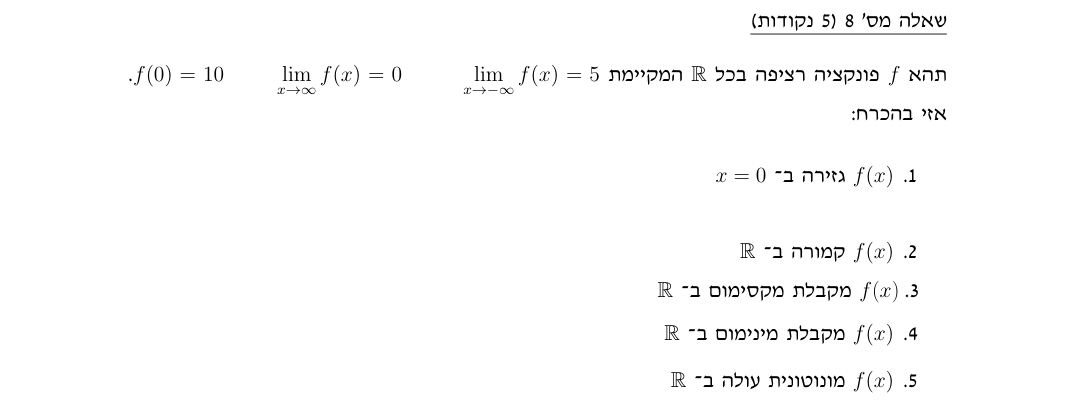 שאלה מס' 8 (5 נקודות)
תהא f פונקציה רציפה בכל ℝ המקיימת lim_{x→-∞} f(x) = 5 lim_{x→∞} f(x) = 0 f(0) = 10.
אזי בהכרח:
1. f(x) גזירה ב־ x = 0
2. f(x) קמורה ב־ ℝ
3. f(x) מקבלת מקסימום ב־ ℝ
4. f(x) מקבלת מינימום ב־ ℝ
5. f(x) מונוטונית עולה ב־ ℝ